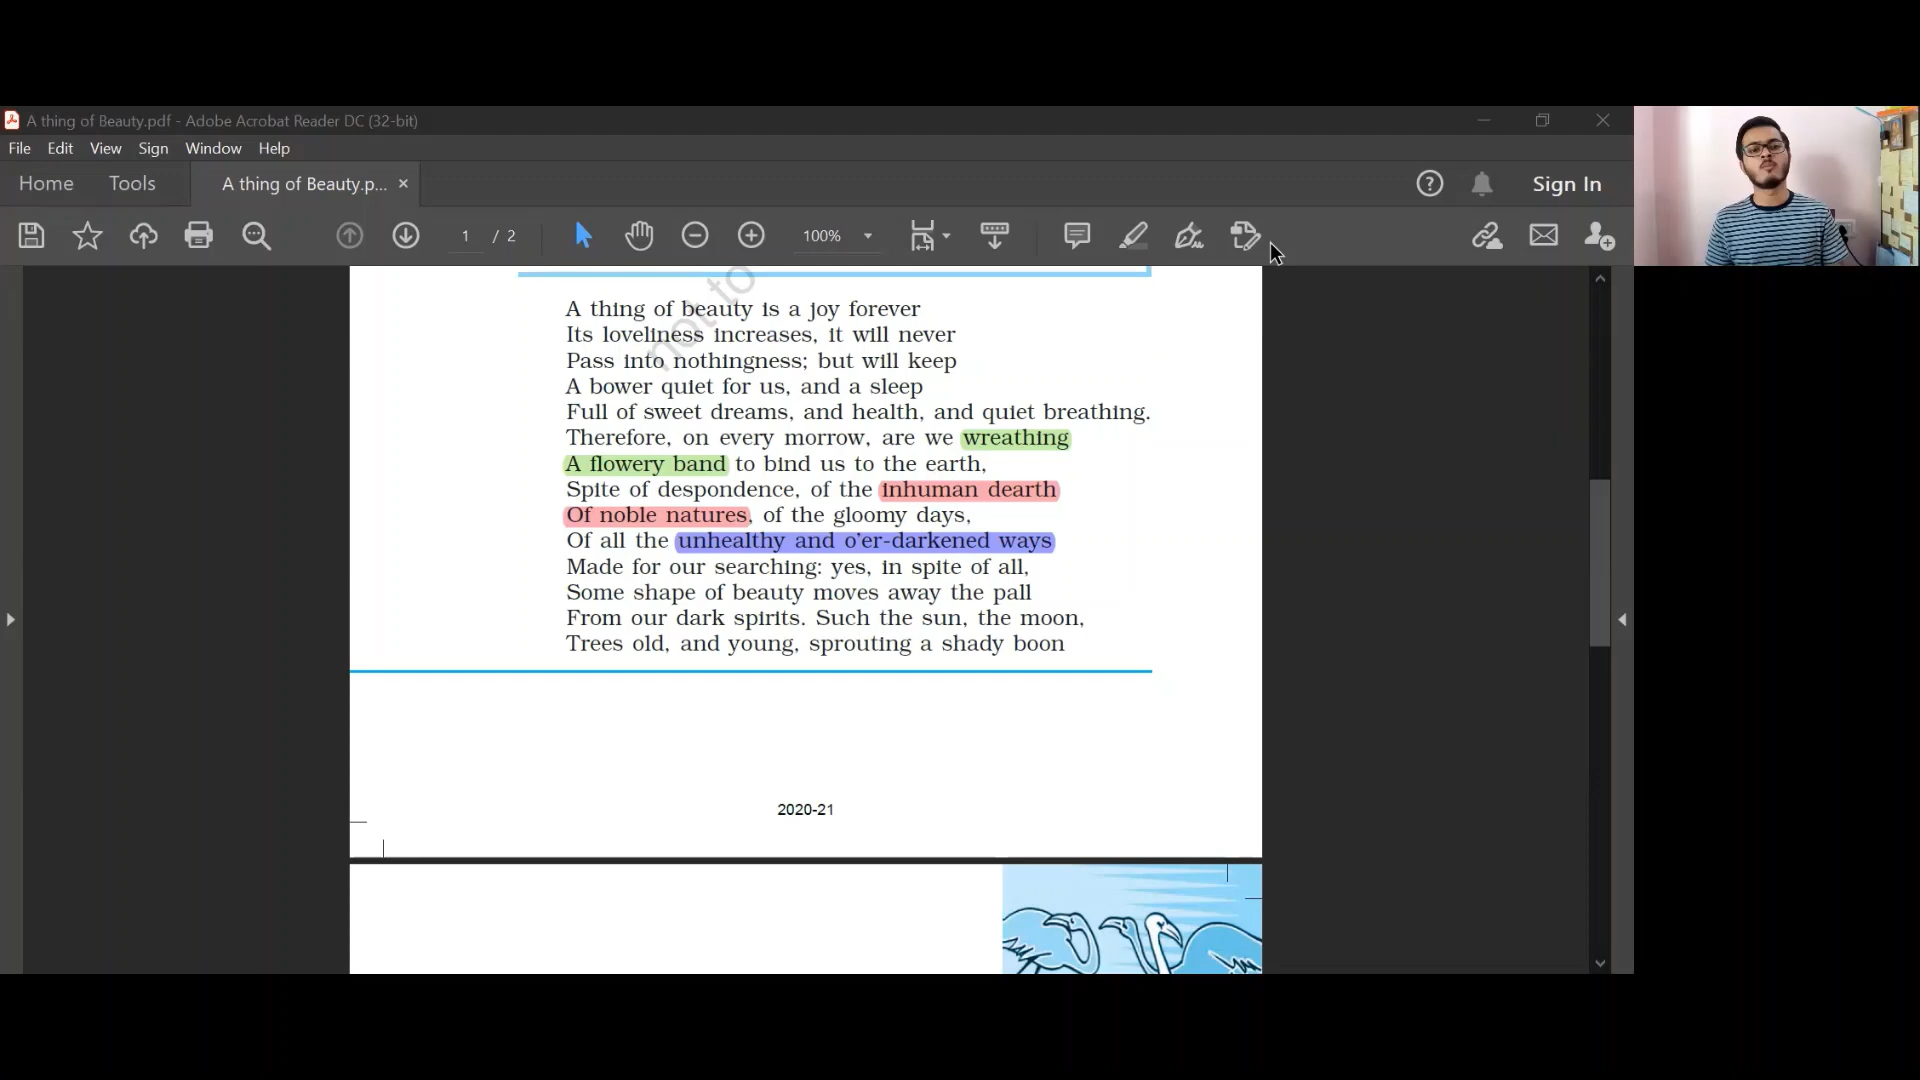 A thing of Beauty.pdf - Adobe Acrobat Reader DC (32-bit)
File Edit View Sign Window Help
Home Tools A thing of Beauty.p... Sign In
1 / 2 100%
not to
A thing of beauty is a joy forever
Its loveliness increases, it will never
Pass into nothingness; but will keep
A bower quiet for us, and a sleep
Full of sweet dreams, and health, and quiet breathing.
Therefore, on every morrow, are we wreathing
A flowery band to bind us to the earth,
Spite of despondence, of the inhuman dearth
Of noble natures, of the gloomy days,
Of all the unhealthy and o'er-darkened ways
Made for our searching: yes, in spite of all,
Some shape of beauty moves away the pall
From our dark spirits. Such the sun, the moon,
Trees old, and young, sprouting a shady boon
2020-21